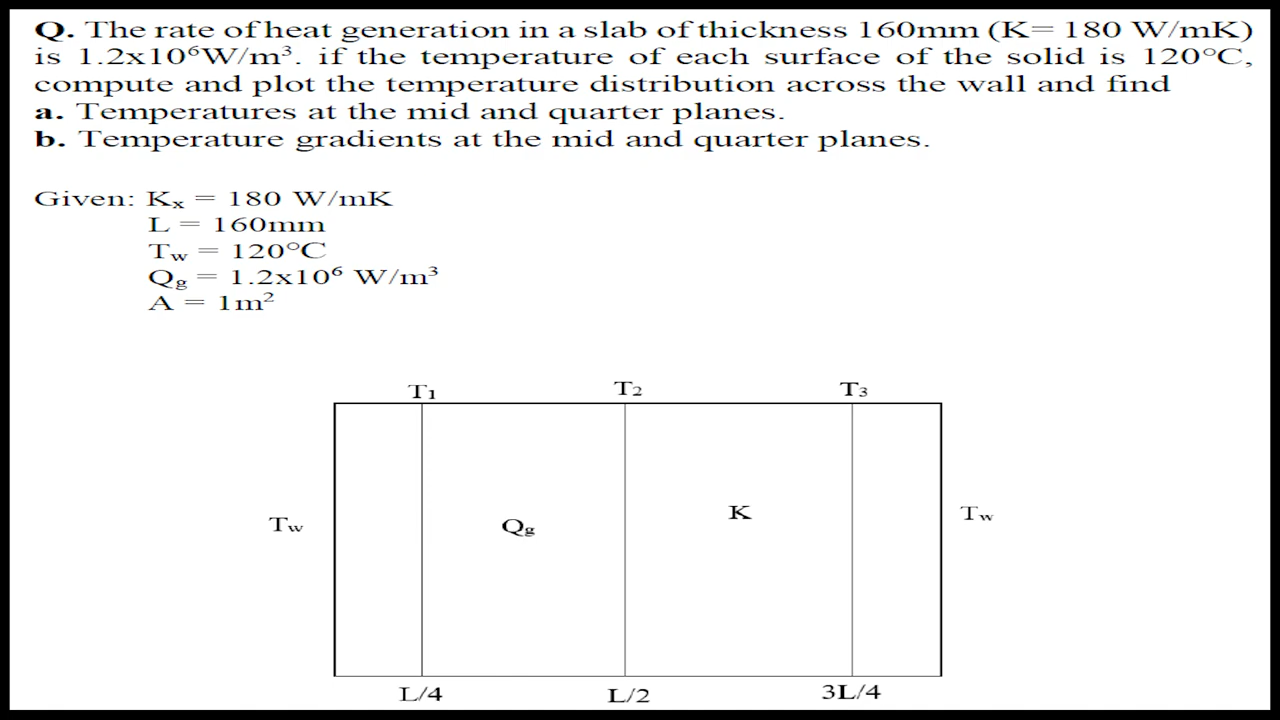 Q. The rate of heat generation in a slab of thickness 160mm (K= 180 W/mK)
is 1.2x10⁶W/m³. if the temperature of each surface of the solid is 120°C,
compute and plot the temperature distribution across the wall and find
a. Temperatures at the mid and quarter planes.
b. Temperature gradients at the mid and quarter planes.
Given: Kₓ = 180 W/mK
L = 160mm
Tw = 120°C
Qg = 1.2x10⁶ W/m³
A = 1m²
T₁ T₂ T₃
Tw Qg K Tw
L/4 L/2 3L/4